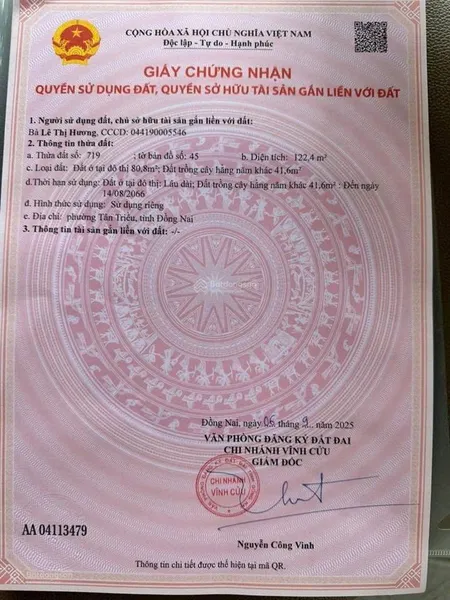 CỘNG HÒA XÃ HỘI CHỦ NGHĨA VIỆT NAM
Độc lập - Tự do - Hạnh phúc
GIẤY CHỨNG NHẬN
QUYỀN SỬ DỤNG ĐẤT, QUYỀN SỞ HỮU TÀI SẢN GẮN LIỀN VỚI ĐẤT
1. Người sử dụng đất, chủ sở hữu tài sản gắn liền với đất:
Bà Lê Thị Hương, CCCD: 044190005546
2. Thông tin thửa đất:
a. Thửa đất số: 719 ; tờ bản đồ số: 45 b. Diện tích: 122,4 m²
c. Loại đất: Đất ở tại đô thị 80,8m²; Đất trồng cây hàng năm khác 41,6m²
d. Thời hạn sử dụng: Đất ở tại đô thị: Lâu dài; Đất trồng cây hàng năm khác 41,6m² : Đến ngày
14/08/2066
đ. Hình thức sử dụng: Sử dụng riêng
e. Địa chỉ: phường Tân Triều, tỉnh Đồng Nai
3. Thông tin tài sản gắn liền với đất: -/-
Đồng Nai, ngày 05 tháng 9 năm 2025
VĂN PHÒNG ĐĂNG KÝ ĐẤT ĐAI
CHI NHÁNH VĨNH CỬU
GIÁM ĐỐC
CHI NHÁNH
VĨNH CỬU
AA 04113479
Nguyễn Công Vinh
Thông tin chi tiết được thể hiện tại mã QR.